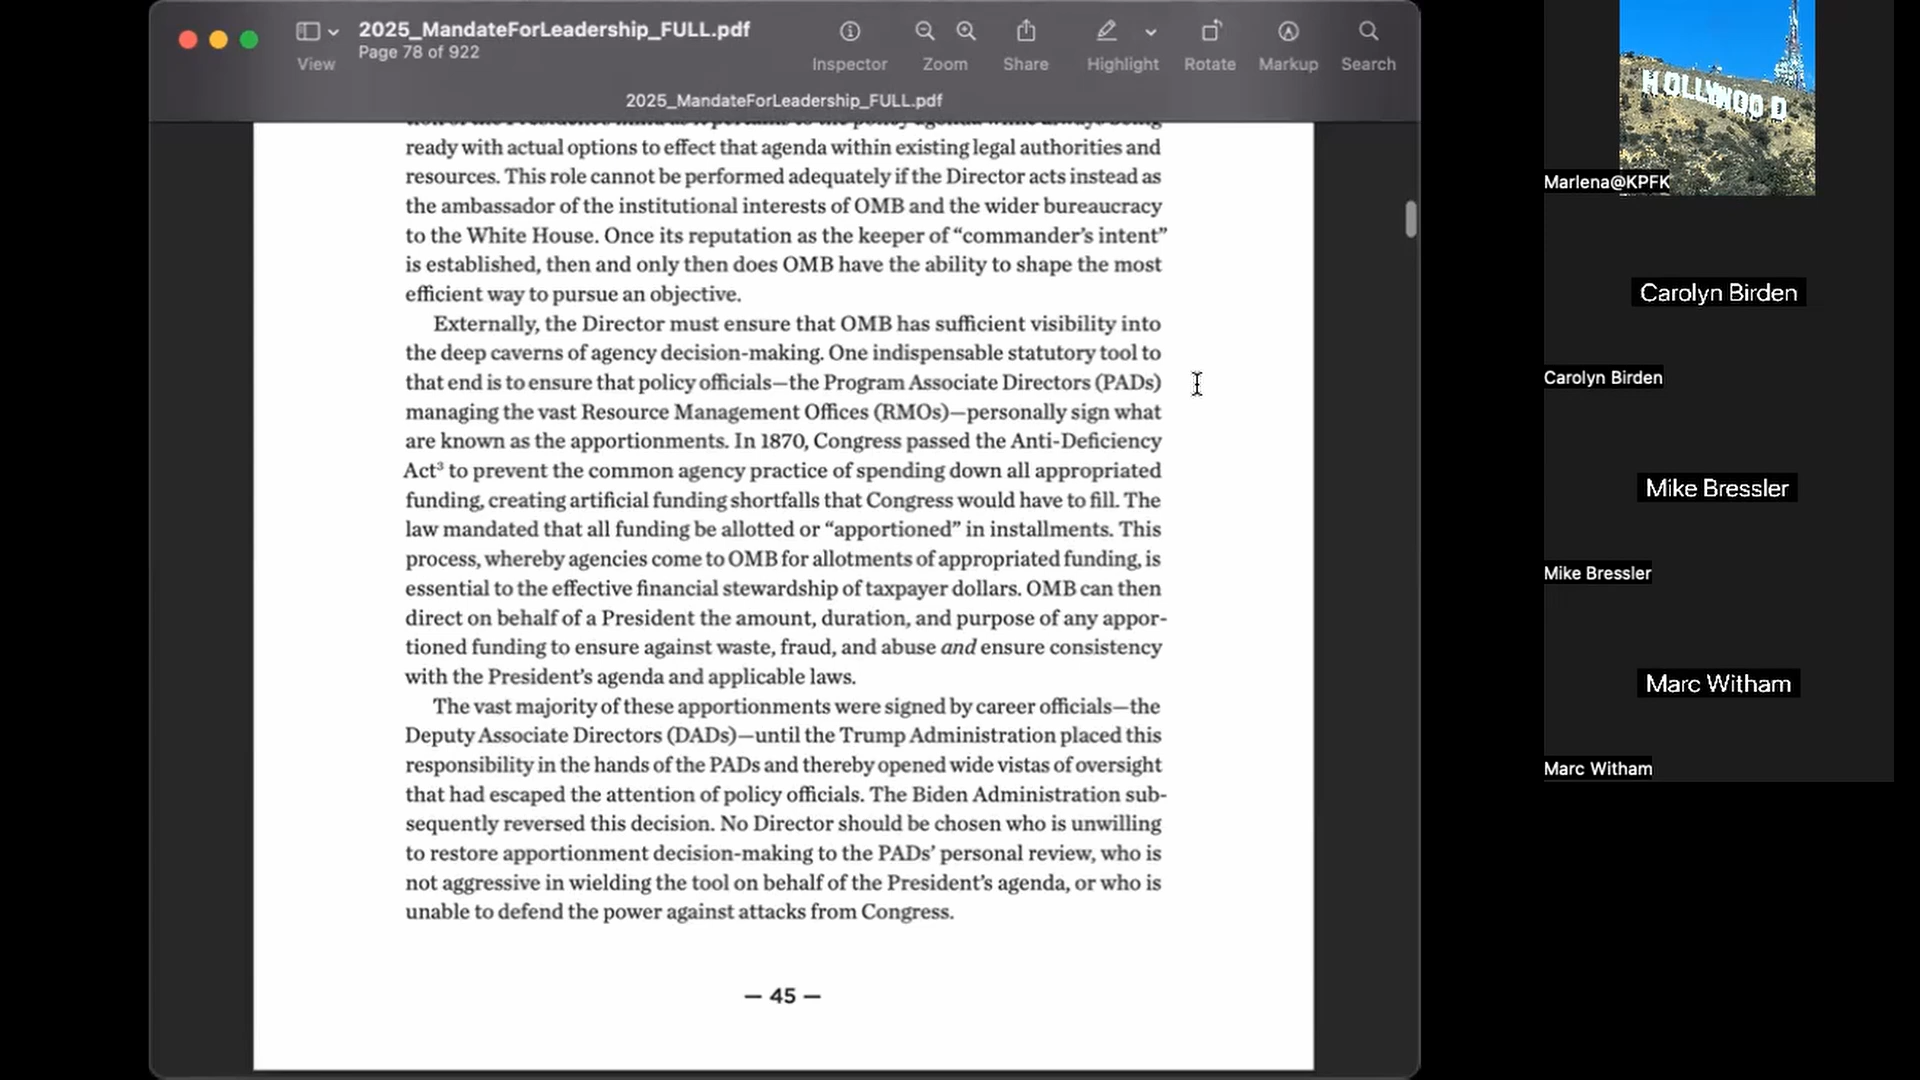 2025_MandateForLeadership_FULL.pdf
Page 78 of 922
View
Inspector
Zoom
Share
Highlight
Rotate
Markup
Search
2025_MandateForLeadership_FULL.pdf
ready with actual options to effect that agenda within existing legal authorities and
resources. This role cannot be performed adequately if the Director acts instead as
the ambassador of the institutional interests of OMB and the wider bureaucracy
to the White House. Once its reputation as the keeper of “commander’s intent”
is established, then and only then does OMB have the ability to shape the most
efficient way to pursue an objective.
Externally, the Director must ensure that OMB has sufficient visibility into
the deep caverns of agency decision-making. One indispensable statutory tool to
that end is to ensure that policy officials—the Program Associate Directors (PADs)
managing the vast Resource Management Offices (RMOs)—personally sign what
are known as the apportionments. In 1870, Congress passed the Anti-Deficiency
Act³ to prevent the common agency practice of spending down all appropriated
funding, creating artificial funding shortfalls that Congress would have to fill. The
law mandated that all funding be allotted or “apportioned” in installments. This
process, whereby agencies come to OMB for allotments of appropriated funding, is
essential to the effective financial stewardship of taxpayer dollars. OMB can then
direct on behalf of a President the amount, duration, and purpose of any appor-
tioned funding to ensure against waste, fraud, and abuse and ensure consistency
with the President’s agenda and applicable laws.
The vast majority of these apportionments were signed by career officials—the
Deputy Associate Directors (DADs)—until the Trump Administration placed this
responsibility in the hands of the PADs and thereby opened wide vistas of oversight
that had escaped the attention of policy officials. The Biden Administration sub-
sequently reversed this decision. No Director should be chosen who is unwilling
to restore apportionment decision-making to the PADs’ personal review, who is
not aggressive in wielding the tool on behalf of the President’s agenda, or who is
unable to defend the power against attacks from Congress.
— 45 —
HOLLYWOOD
Marlena@KPFK
Carolyn Birden
Carolyn Birden
Mike Bressler
Mike Bressler
Marc Witham
Marc Witham